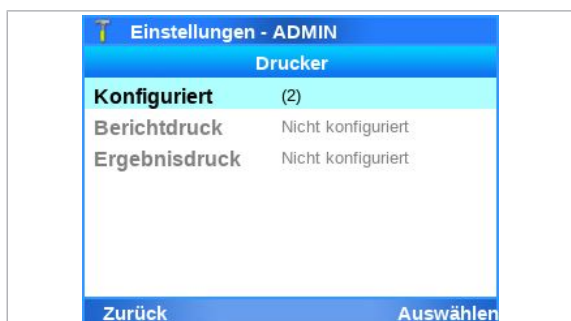 Einstellungen - ADMIN
Drucker
Konfiguriert (2)
Berichtdruck Nicht konfiguriert
Ergebnisdruck Nicht konfiguriert
Zurück Auswählen